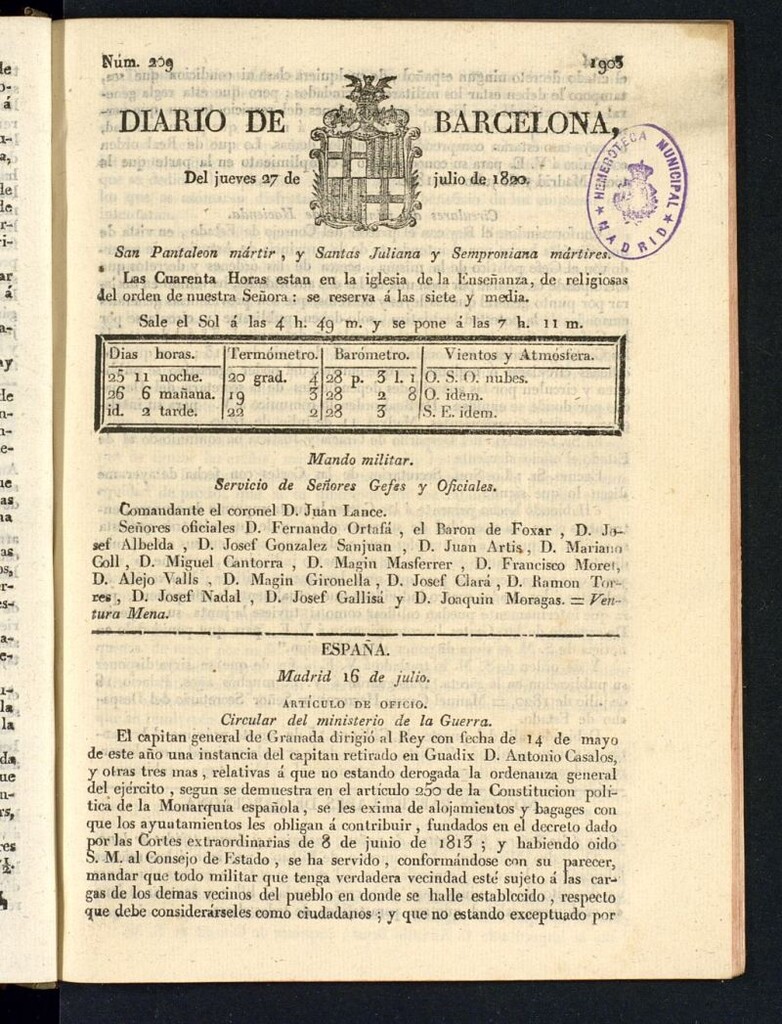 Núm. 209 1903
DIARIO DE BARCELONA,
Del jueves 27 de julio de 1820.
HEMEROTECA MUNICIPAL
★ MADRID ★
San Pantaleon mártir, y Santas Juliana y Semproniana mártires.
Las Cuarenta Horas estan en la iglesia de la Enseñanza, de religiosas
del orden de nuestra Señora: se reserva á las siete y media.
Sale el Sol á las 4 h. 49 m. y se pone á las 7 h. 11 m.
Dias horas. Termómetro. Barómetro. Vientos y Atmósfera.
25 11 noche. 20 grad. 4 28 p. 3 l. 1 O. S. O. nubes.
26 6 mañana. 19 3 28 2 8 O. idem.
id. 2 tarde. 22 2 28 3 S. E. idem.
Mando militar.
Servicio de Señores Gefes y Oficiales.
Comandante el coronel D. Juan Lance.
Señores oficiales D. Fernando Ortafá, el Baron de Foxar, D. Jo-
sef Albelda, D. Josef Gonzalez Sanjuan, D. Juan Artis, D. Mariano
Coll, D. Miguel Cantorra, D. Magin Masferrer, D. Francisco Moret,
D. Alejo Valls, D. Magin Gironella, D. Josef Clará, D. Ramon Tor-
res, D. Josef Nadal, D. Josef Gallisá y D. Joaquin Moragas. = Ven-
tura Mena.
ESPAÑA.
Madrid 16 de julio.
ARTÍCULO DE OFICIO.
Circular del ministerio de la Guerra.
El capitan general de Granada dirigió al Rey con fecha de 14 de mayo
de este año una instancia del capitan retirado en Guadix D. Antonio Casalos,
y otras tres mas, relativas á que no estando derogada la ordenanza general
del ejército, segun se demuestra en el artículo 250 de la Constitucion polí-
tica de la Monarquía española, se les exima de alojamientos y bagages con
que los ayuntamientos les obligan á contribuir, fundados en el decreto dado
por las Cortes extraordinarias de 8 de junio de 1813; y habiendo oido
S. M. al Consejo de Estado, se ha servido, conformándose con su parecer,
mandar que todo militar que tenga verdadera vecindad esté sujeto á las car-
gas de los demas vecinos del pueblo en donde se halle establecido, respecto
que debe considerárseles como ciudadanos; y que no estando exceptuado por